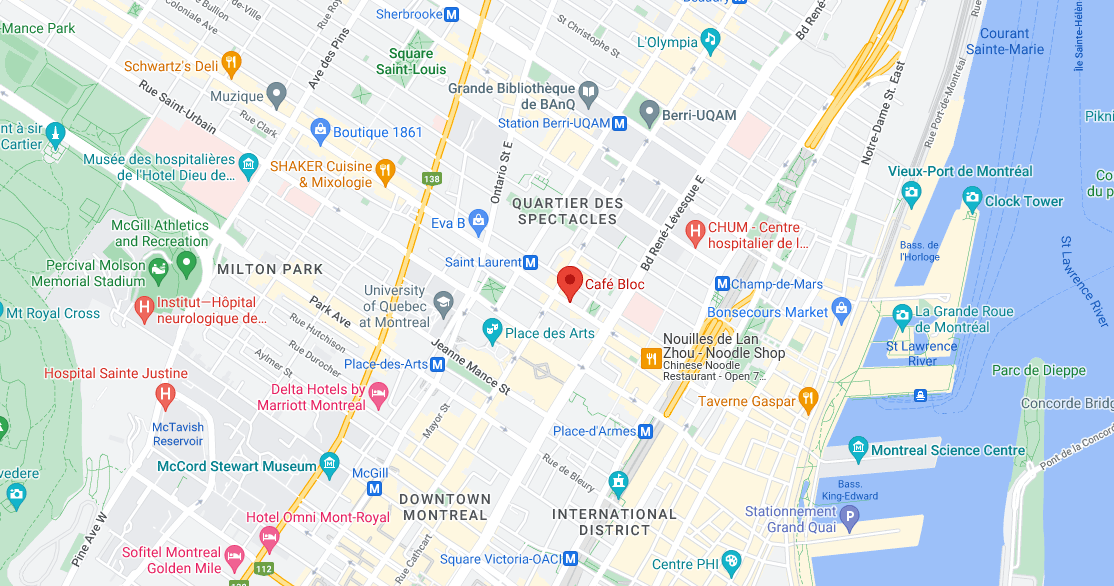 Sherbrooke
de Bullion
Coloniale Ave
Mance Park
Square
Saint-Louis
St Christophe St
L'Olympia
Bd René-
Courant
Sainte-Marie
Île Sainte-Hélèn
Schwartz's Deli
Ave des Pins
Rue Saint-Urbain
Muzique
Rue Clark
Grande Bibliothèque
de BAnQ
Station Berri-UQAM
Berri-UQAM
Notre-Dame St. East
Rue Port-de-Montréal
Pikni
nt à sir
Cartier
Boutique 1861
Musée des hospitalières
de l'Hotel Dieu de...
SHAKER Cuisine
& Mixologie
138
Ontario St E
QUARTIER DES
SPECTACLES
Bd René-Lévesque E
Vieux-Port de Montréal
Clock Tower
Co
du p
McGill Athletics
and Recreation
Eva B
CHUM - Centre
hospitalier de l...
Bass. de
l'Horloge
St Lawrence River
Percival Molson
Memorial Stadium
MILTON PARK
Saint Laurent
Café Bloc
Champ-de-Mars
Mt Royal Cross
Institut–Hôpital
neurologique de...
Park Ave
University
of Quebec
at Montreal
Place des Arts
Bonsecours Market
La Grande Roue
de Montréal
St Lawrence
River
Rue Hutchison
Rue Durocher
Aylmer St
Jeanne Mance St
Nouilles de Lan
Zhou - Noodle Shop
Chinese Noodle
Restaurant - Open 7...
Parc de Dieppe
Hospital Sainte Justine
Place-des-Arts
Delta Hotels by
Marriott Montreal
Taverne Gaspar
Concorde Bridg
McTavish
Reservoir
Mayor St
Place-d'Armes
Pont de la Concord
McCord Stewart Museum
McGill
Rue de Bleury
Montreal Science Centre
vedere
DOWNTOWN
MONTREAL
Bass.
King-Edward
INTERNATIONAL
DISTRICT
Stationnement
Grand Quai
Pine Ave W
Hotel Omni Mont-Royal
Sofitel Montreal
Golden Mile
112
Rue Cathcart
Square Victoria-OACI
Centre PHI